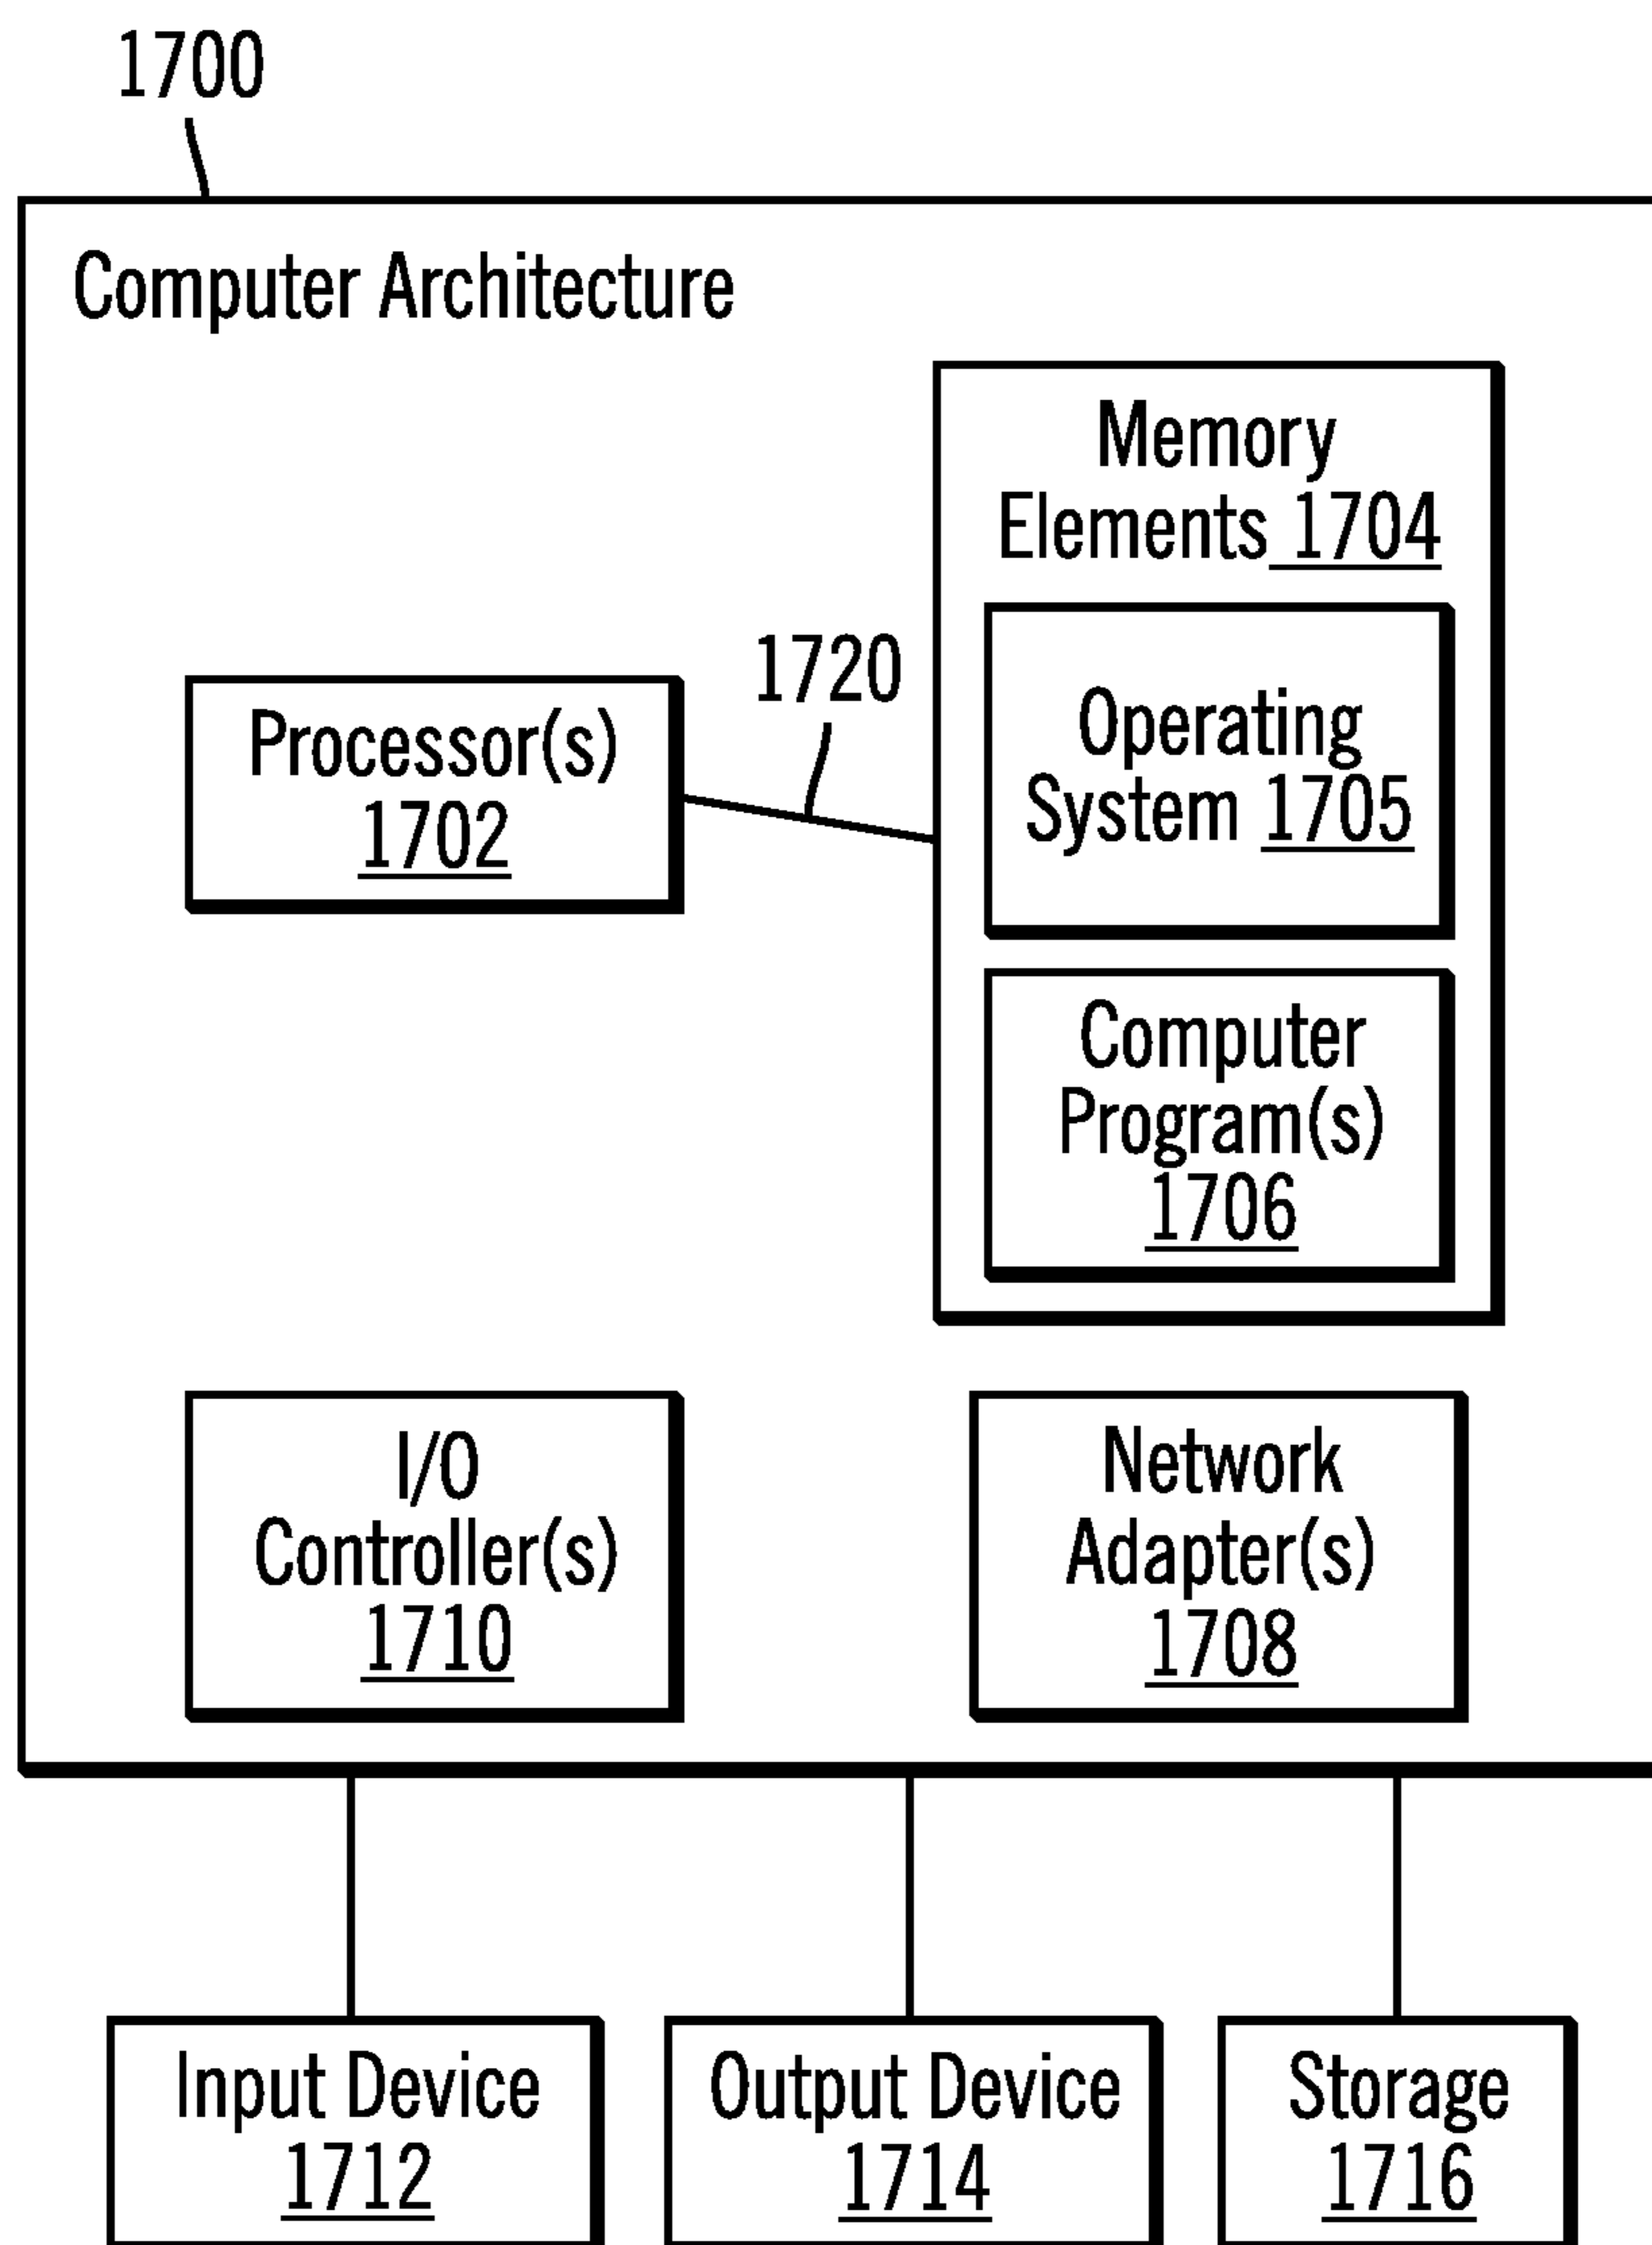 1700
Computer Architecture
Memory
Elements 1704
1720
Processor(s)
1702
Operating
System 1705
Computer
Program(s)
1706
I/O
Controller(s)
1710
Network
Adapter(s)
1708
Input Device
1712
Output Device
1714
Storage
1716